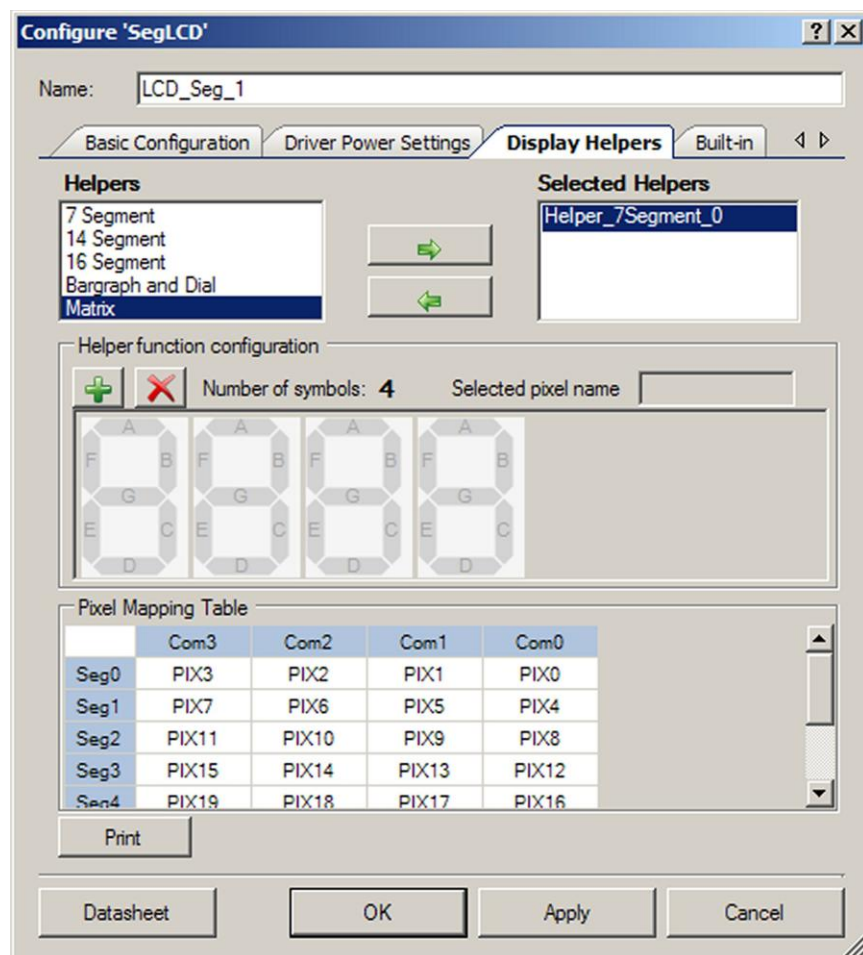 Configure 'SegLCD'
Name: LCD_Seg_1
Basic Configuration Driver Power Settings Display Helpers Built-in
Helpers Selected Helpers
7 Segment Helper_7Segment_0
14 Segment
16 Segment
Bargraph and Dial
Matrix
Helper function configuration
Number of symbols: 4 Selected pixel name
A A A A
F B F B F B F B
G G G G
E C E C E C E C
D D D D
Pixel Mapping Table
Com3 Com2 Com1 Com0
Seg0 PIX3 PIX2 PIX1 PIX0
Seg1 PIX7 PIX6 PIX5 PIX4
Seg2 PIX11 PIX10 PIX9 PIX8
Seg3 PIX15 PIX14 PIX13 PIX12
Seg4 PIX19 PIX18 PIX17 PIX16
Print
Datasheet OK Apply Cancel